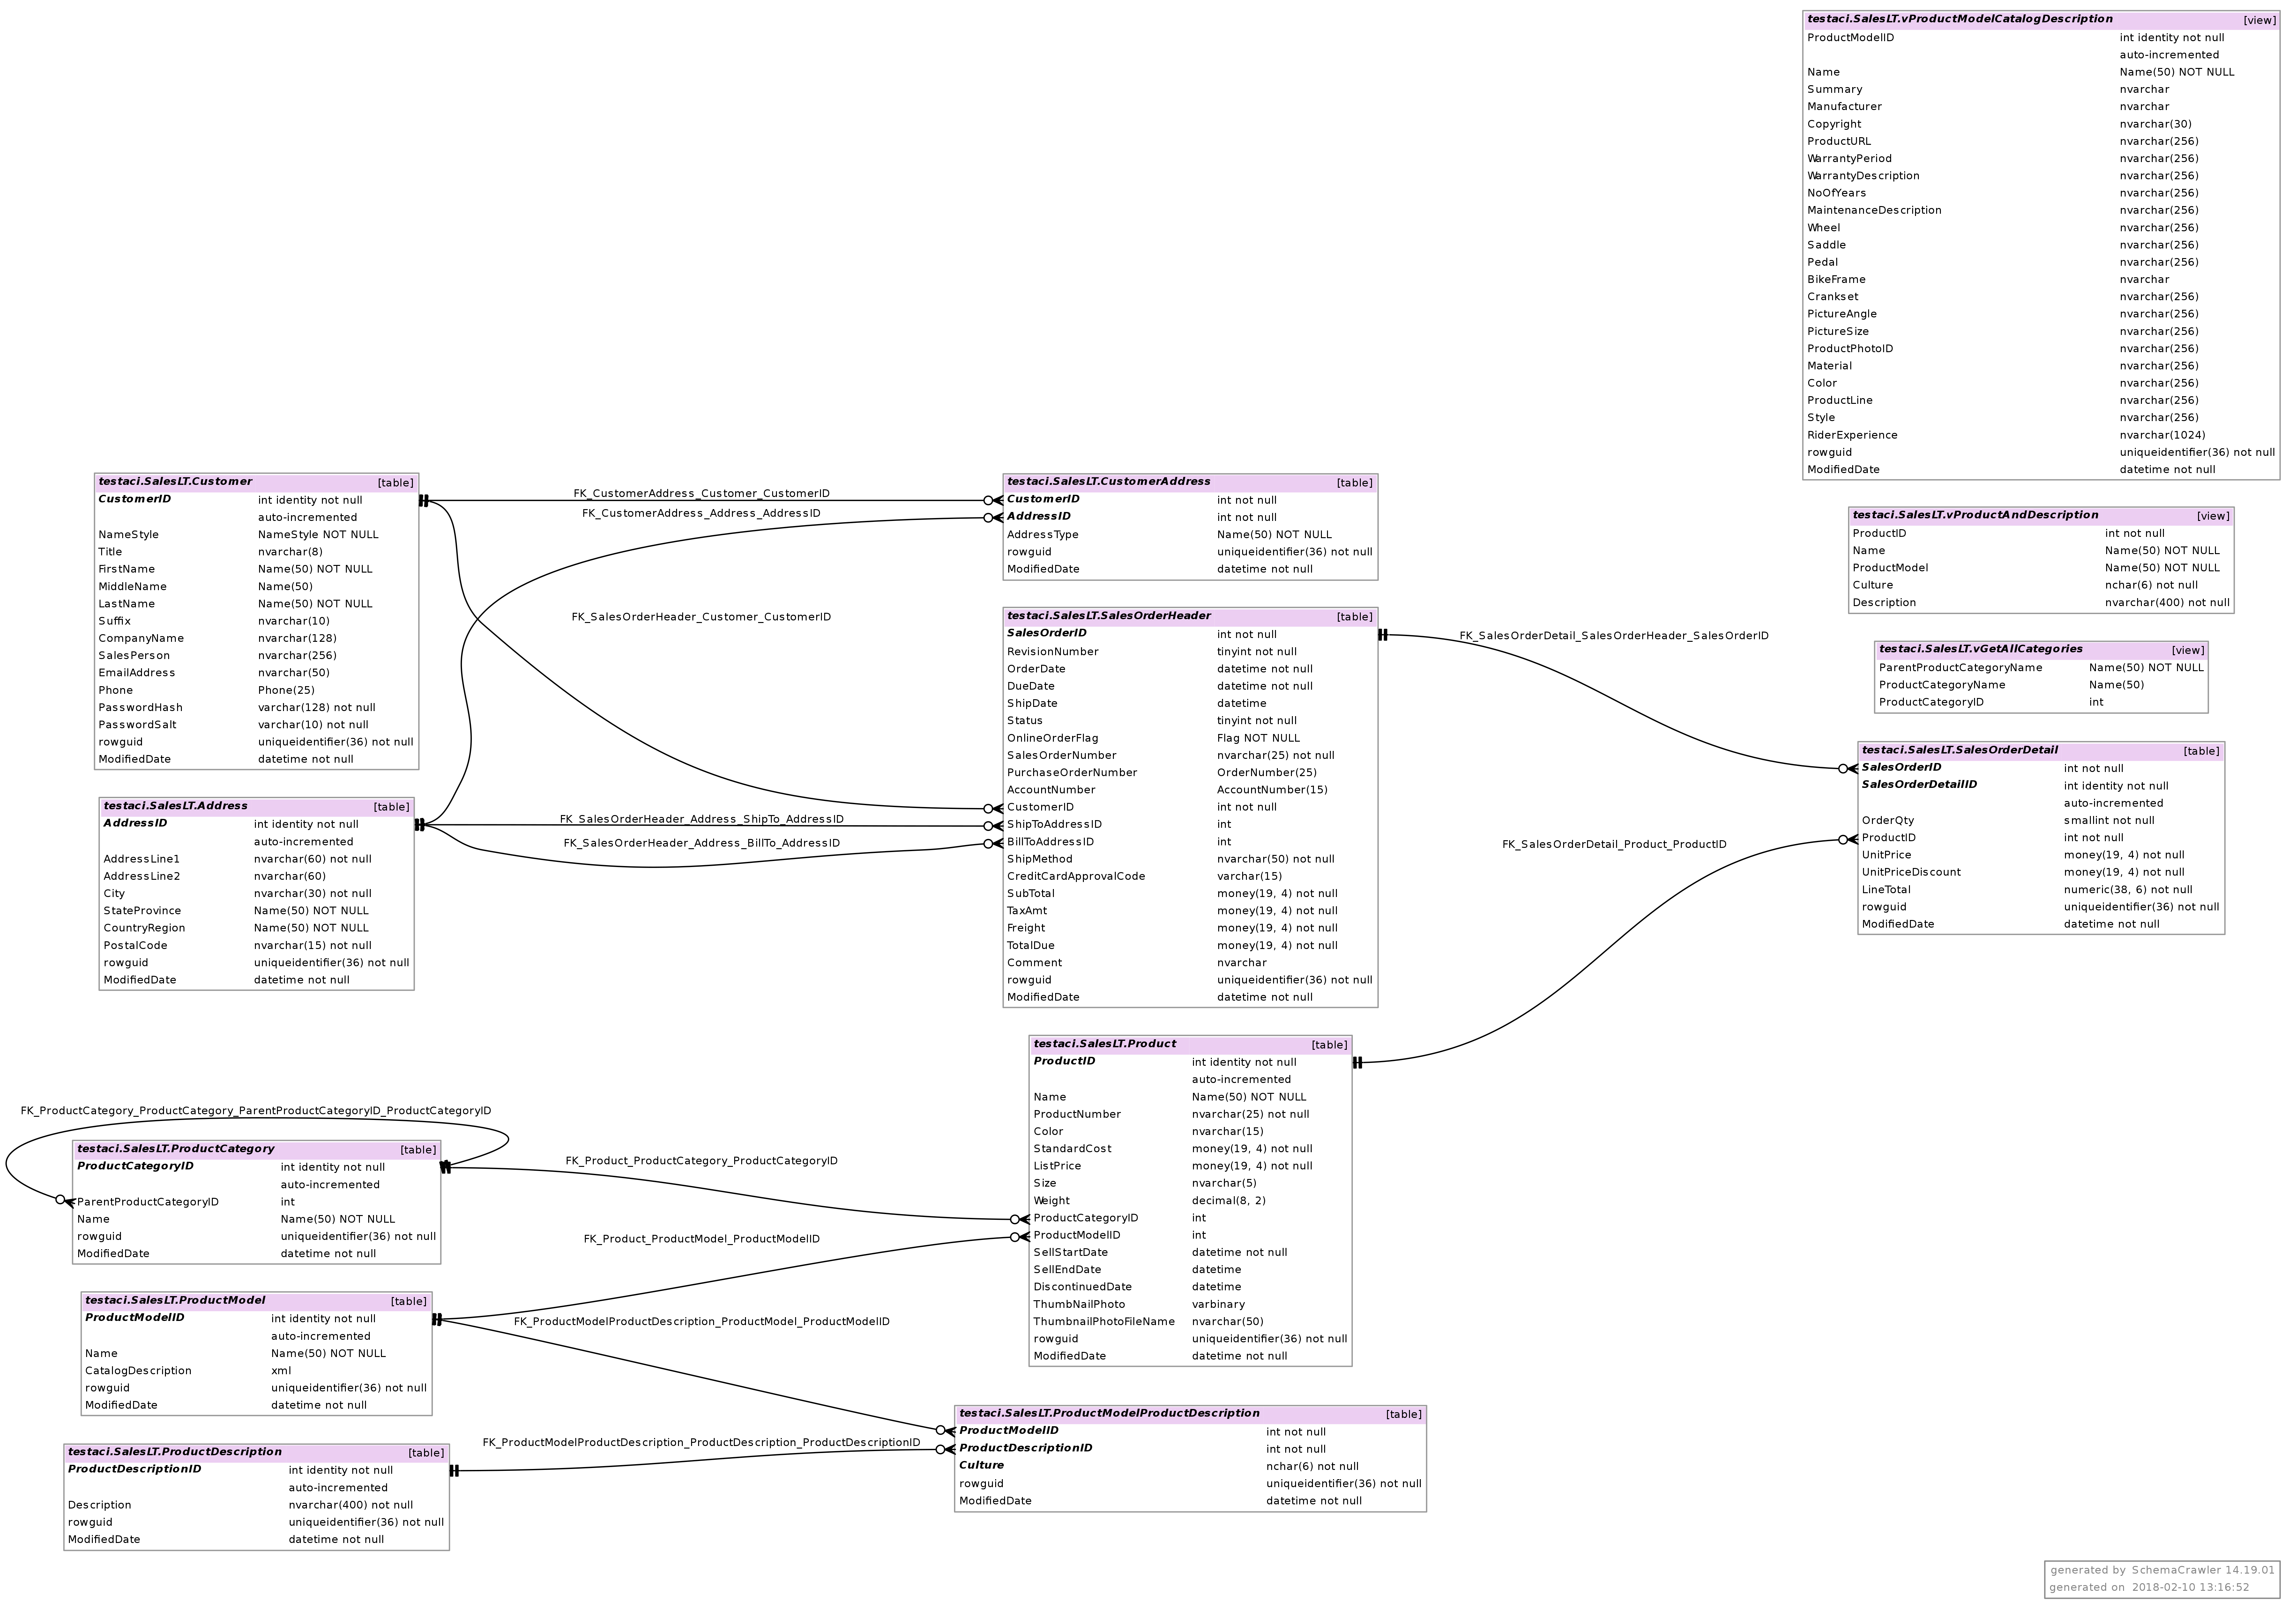 testaci.SalesLT.vProductModelCatalogDescription [view]
ProductModelID int identity not null
auto-incremented
Name Name(50) NOT NULL
Summary nvarchar
Manufacturer nvarchar
Copyright nvarchar(30)
ProductURL nvarchar(256)
WarrantyPeriod nvarchar(256)
WarrantyDescription nvarchar(256)
NoOfYears nvarchar(256)
MaintenanceDescription nvarchar(256)
Wheel nvarchar(256)
Saddle nvarchar(256)
Pedal nvarchar(256)
BikeFrame nvarchar
Crankset nvarchar(256)
PictureAngle nvarchar(256)
PictureSize nvarchar(256)
ProductPhotoID nvarchar(256)
Material nvarchar(256)
Color nvarchar(256)
ProductLine nvarchar(256)
Style nvarchar(256)
RiderExperience nvarchar(1024)
rowguid uniqueidentifier(36) not null
ModifiedDate datetime not null
testaci.SalesLT.Customer [table]
CustomerID int identity not null
auto-incremented
NameStyle NameStyle NOT NULL
Title nvarchar(8)
FirstName Name(50) NOT NULL
MiddleName Name(50)
LastName Name(50) NOT NULL
Suffix nvarchar(10)
CompanyName nvarchar(128)
SalesPerson nvarchar(256)
EmailAddress nvarchar(50)
Phone Phone(25)
PasswordHash varchar(128) not null
PasswordSalt varchar(10) not null
rowguid uniqueidentifier(36) not null
ModifiedDate datetime not null
FK_CustomerAddress_Customer_CustomerID
FK_CustomerAddress_Address_AddressID
FK_SalesOrderHeader_Customer_CustomerID
testaci.SalesLT.CustomerAddress [table]
CustomerID int not null
AddressID int not null
AddressType Name(50) NOT NULL
rowguid uniqueidentifier(36) not null
ModifiedDate datetime not null
testaci.SalesLT.vProductAndDescription [view]
ProductID int not null
Name Name(50) NOT NULL
ProductModel Name(50) NOT NULL
Culture nchar(6) not null
Description nvarchar(400) not null
testaci.SalesLT.SalesOrderHeader [table]
SalesOrderID int not null
RevisionNumber tinyint not null
OrderDate datetime not null
DueDate datetime not null
ShipDate datetime
Status tinyint not null
OnlineOrderFlag Flag NOT NULL
SalesOrderNumber nvarchar(25) not null
PurchaseOrderNumber OrderNumber(25)
AccountNumber AccountNumber(15)
CustomerID int not null
ShipToAddressID int
BillToAddressID int
ShipMethod nvarchar(50) not null
CreditCardApprovalCode varchar(15)
SubTotal money(19, 4) not null
TaxAmt money(19, 4) not null
Freight money(19, 4) not null
TotalDue money(19, 4) not null
Comment nvarchar
rowguid uniqueidentifier(36) not null
ModifiedDate datetime not null
FK_SalesOrderDetail_SalesOrderHeader_SalesOrderID
testaci.SalesLT.vGetAllCategories [view]
ParentProductCategoryName Name(50) NOT NULL
ProductCategoryName Name(50)
ProductCategoryID int
testaci.SalesLT.SalesOrderDetail [table]
SalesOrderID int not null
SalesOrderDetailID int identity not null
auto-incremented
OrderQty smallint not null
ProductID int not null
UnitPrice money(19, 4) not null
UnitPriceDiscount money(19, 4) not null
LineTotal numeric(38, 6) not null
rowguid uniqueidentifier(36) not null
ModifiedDate datetime not null
testaci.SalesLT.Address [table]
AddressID int identity not null
auto-incremented
AddressLine1 nvarchar(60) not null
AddressLine2 nvarchar(60)
City nvarchar(30) not null
StateProvince Name(50) NOT NULL
CountryRegion Name(50) NOT NULL
PostalCode nvarchar(15) not null
rowguid uniqueidentifier(36) not null
ModifiedDate datetime not null
FK_SalesOrderHeader_Address_ShipTo_AddressID
FK_SalesOrderHeader_Address_BillTo_AddressID
FK_SalesOrderDetail_Product_ProductID
testaci.SalesLT.Product [table]
ProductID int identity not null
auto-incremented
Name Name(50) NOT NULL
ProductNumber nvarchar(25) not null
Color nvarchar(15)
StandardCost money(19, 4) not null
ListPrice money(19, 4) not null
Size nvarchar(5)
Weight decimal(8, 2)
ProductCategoryID int
ProductModelID int
SellStartDate datetime not null
SellEndDate datetime
DiscontinuedDate datetime
ThumbNailPhoto varbinary
ThumbnailPhotoFileName nvarchar(50)
rowguid uniqueidentifier(36) not null
ModifiedDate datetime not null
FK_ProductCategory_ProductCategory_ParentProductCategoryID_ProductCategoryID
testaci.SalesLT.ProductCategory [table]
ProductCategoryID int identity not null
auto-incremented
ParentProductCategoryID int
Name Name(50) NOT NULL
rowguid uniqueidentifier(36) not null
ModifiedDate datetime not null
FK_Product_ProductCategory_ProductCategoryID
FK_Product_ProductModel_ProductModelID
testaci.SalesLT.ProductModel [table]
ProductModelID int identity not null
auto-incremented
Name Name(50) NOT NULL
CatalogDescription xml
rowguid uniqueidentifier(36) not null
ModifiedDate datetime not null
FK_ProductModelProductDescription_ProductModel_ProductModelID
testaci.SalesLT.ProductModelProductDescription [table]
ProductModelID int not null
ProductDescriptionID int not null
Culture nchar(6) not null
rowguid uniqueidentifier(36) not null
ModifiedDate datetime not null
FK_ProductModelProductDescription_ProductDescription_ProductDescriptionID
testaci.SalesLT.ProductDescription [table]
ProductDescriptionID int identity not null
auto-incremented
Description nvarchar(400) not null
rowguid uniqueidentifier(36) not null
ModifiedDate datetime not null
generated by SchemaCrawler 14.19.01
generated on 2018-02-10 13:16:52